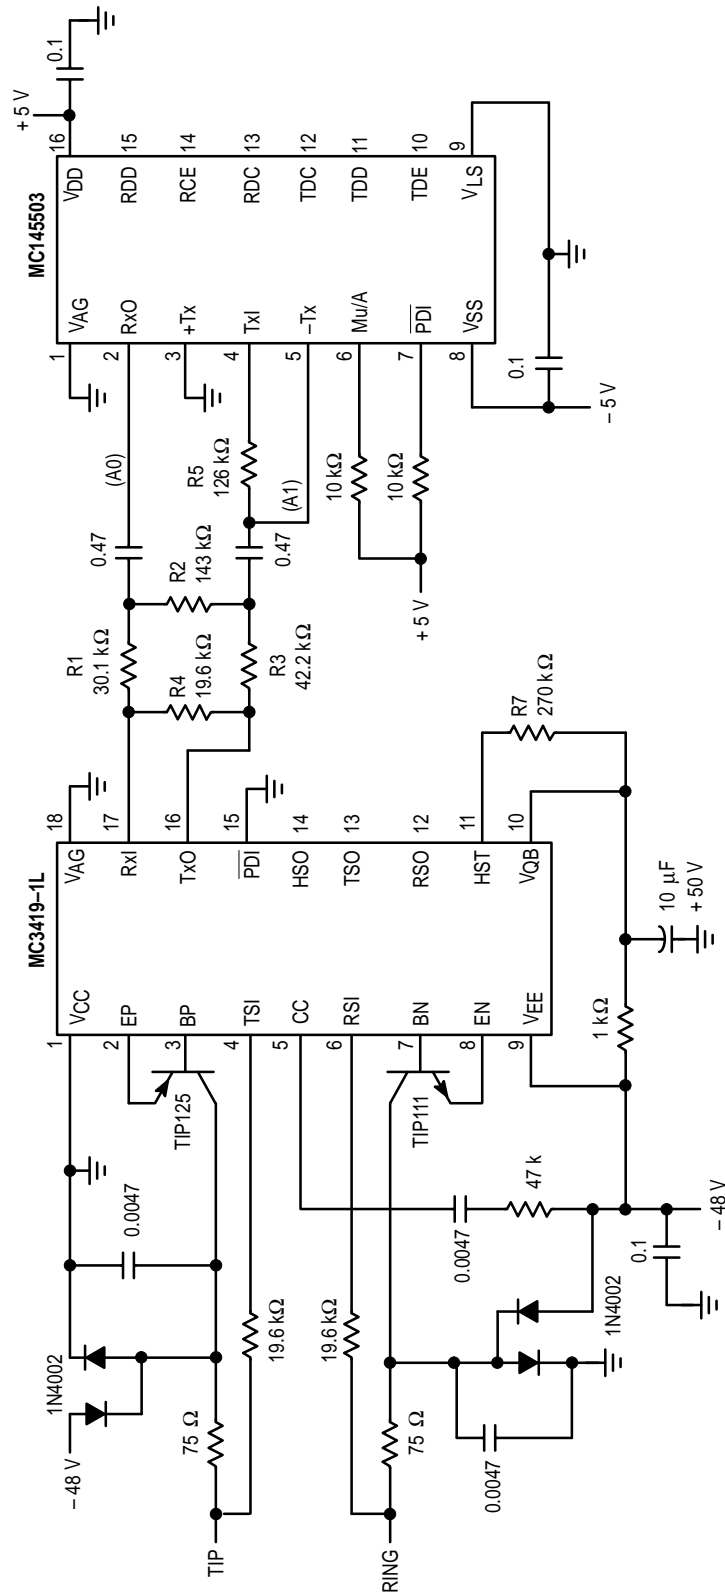 MC3419–1L
MC145503
– 48 V
1N4002
0.0047
TIP
75 Ω
19.6 kΩ
RING
75 Ω
19.6 kΩ
0.0047
1N4002
0.0047
47 k
0.1
– 48 V
TIP125
TIP111
1 kΩ
10 μF
+ 50 V
1 VCC
2 EP
3 BP
4 TSI
5 CC
6 RSI
7 BN
8 EN
9 VEE
VAG 18
RxI 17
TxO 16
PDI 15
HSO 14
TSO 13
RSO 12
HST 11
VQB 10
R7
270 kΩ
R1
30.1 kΩ
R4
19.6 kΩ
R2
143 kΩ
R3
42.2 kΩ
0.47
0.47
(A0)
R5
126 kΩ
(A1)
10 kΩ
10 kΩ
+ 5 V
1 VAG
2 RxO
3 +Tx
4 TxI
5 –Tx
6 Mu/A
7 PDI
8 VSS
VDD 16
RDD 15
RCE 14
RDC 13
TDC 12
TDD 11
TDE 10
VLS 9
+ 5 V
0.1
0.1
– 5 V